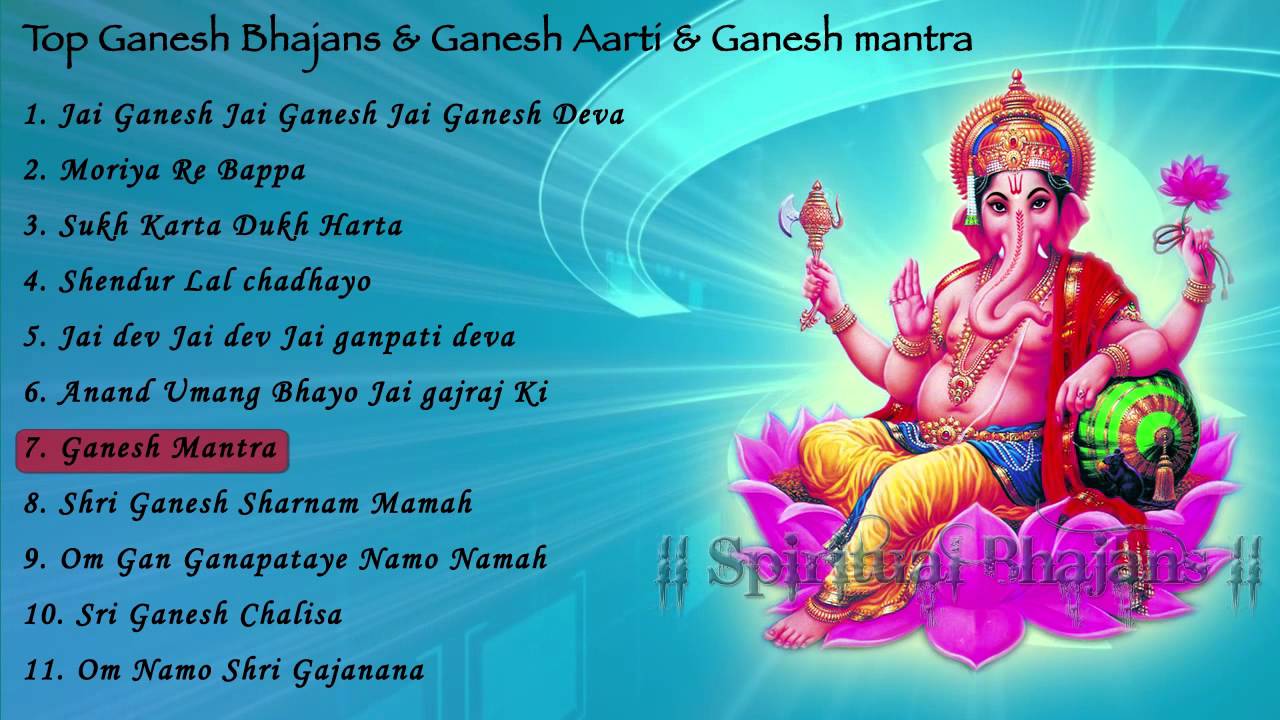 Top Ganesh Bhajans & Ganesh Aarti & Ganesh mantra
1. Jai Ganesh Jai Ganesh Jai Ganesh Deva
2. Moriya Re Bappa
3. Sukh Karta Dukh Harta
4. Shendur Lal chadhayo
5. Jai dev Jai dev Jai ganpati deva
6. Anand Umang Bhayo Jai gajraj Ki
7. Ganesh Mantra
8. Shri Ganesh Sharnam Mamah
9. Om Gan Ganapataye Namo Namah
10. Sri Ganesh Chalisa
11. Om Namo Shri Gajanana
|| Spiritual Bhajans ||